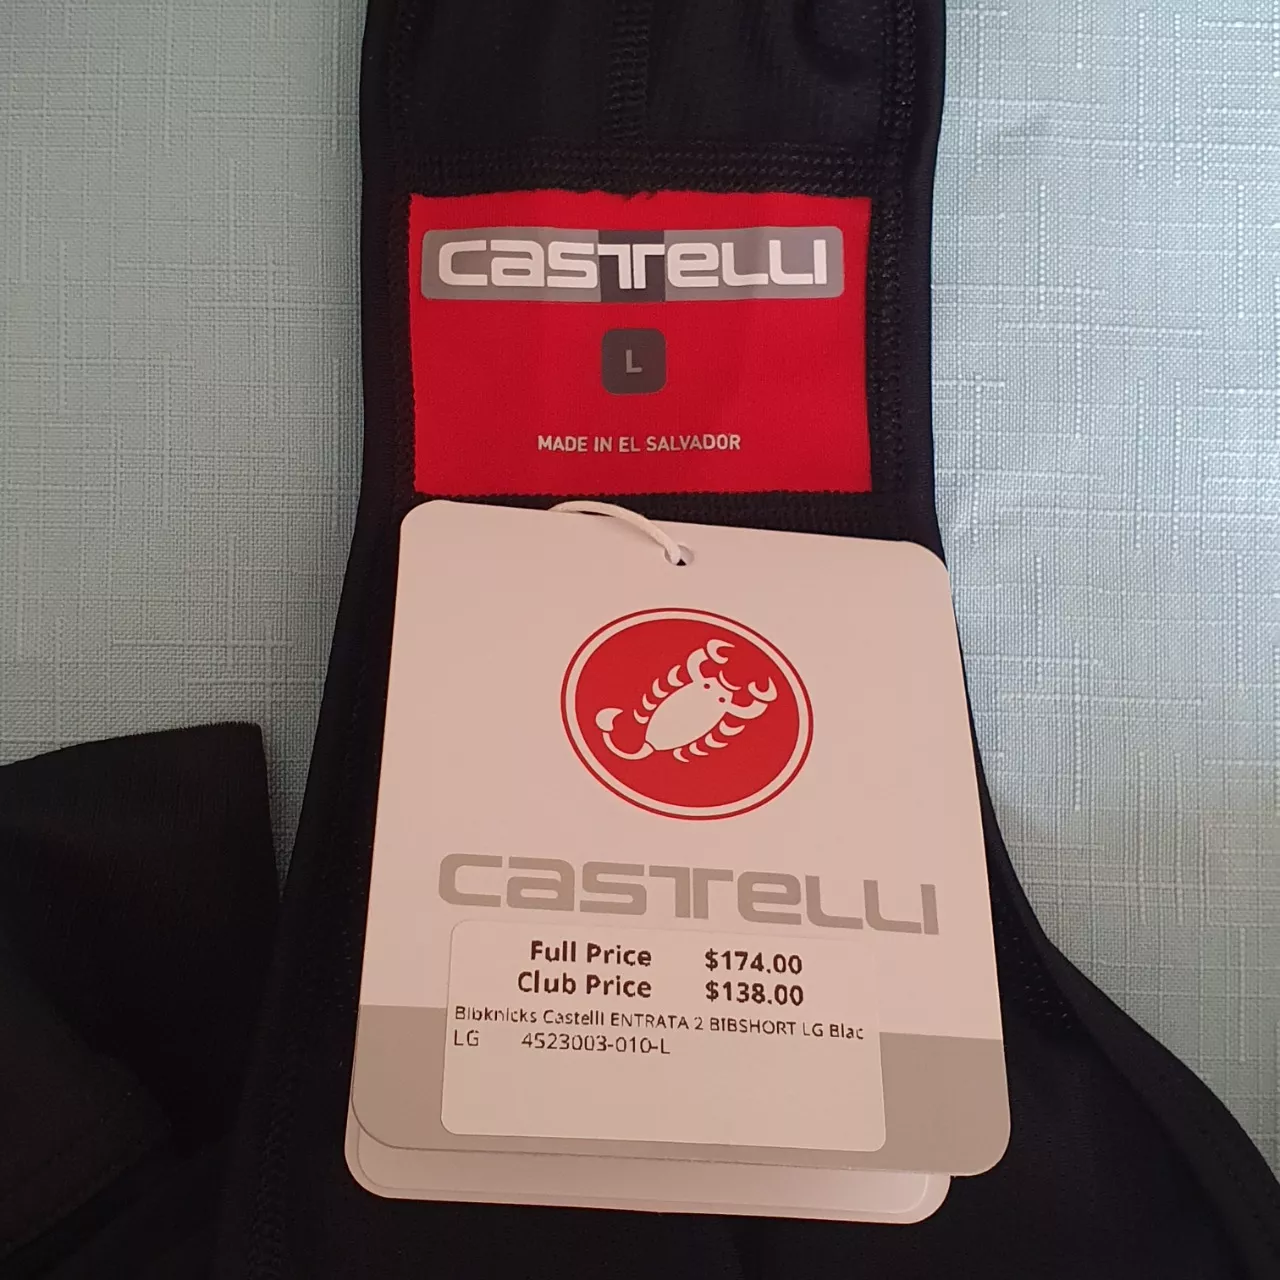 CASTELLI
L
MADE IN EL SALVADOR
CASTELLI
Full Price $174.00
Club Price $138.00
Bibknicks Castelli ENTRATA 2 BIBSHORT LG Blac
LG 4523003-010-L